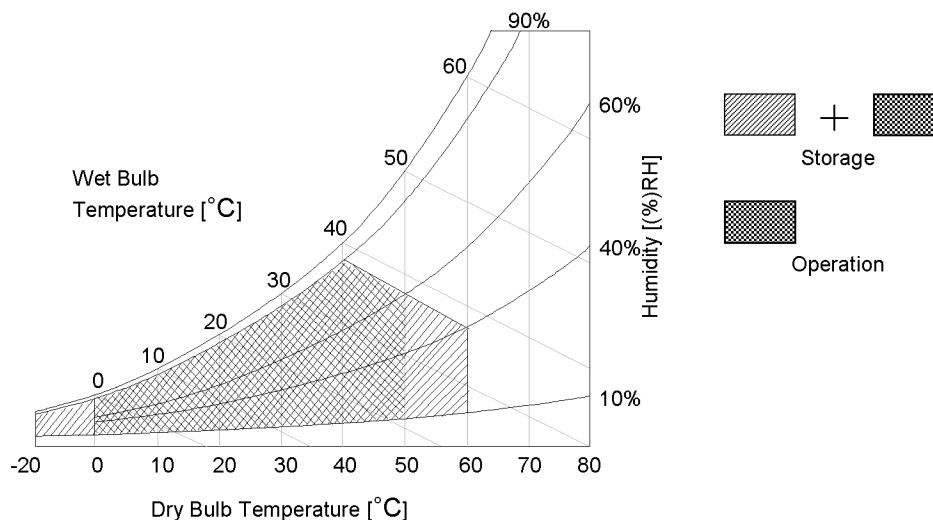 90%
60
60%
50
Wet Bulb
Temperature [°C]
40
30
20
10
0
Humidity [(%)RH]
40%
10%
-20 0 10 20 30 40 50 60 70 80
Dry Bulb Temperature [°C]
+
Storage
Operation